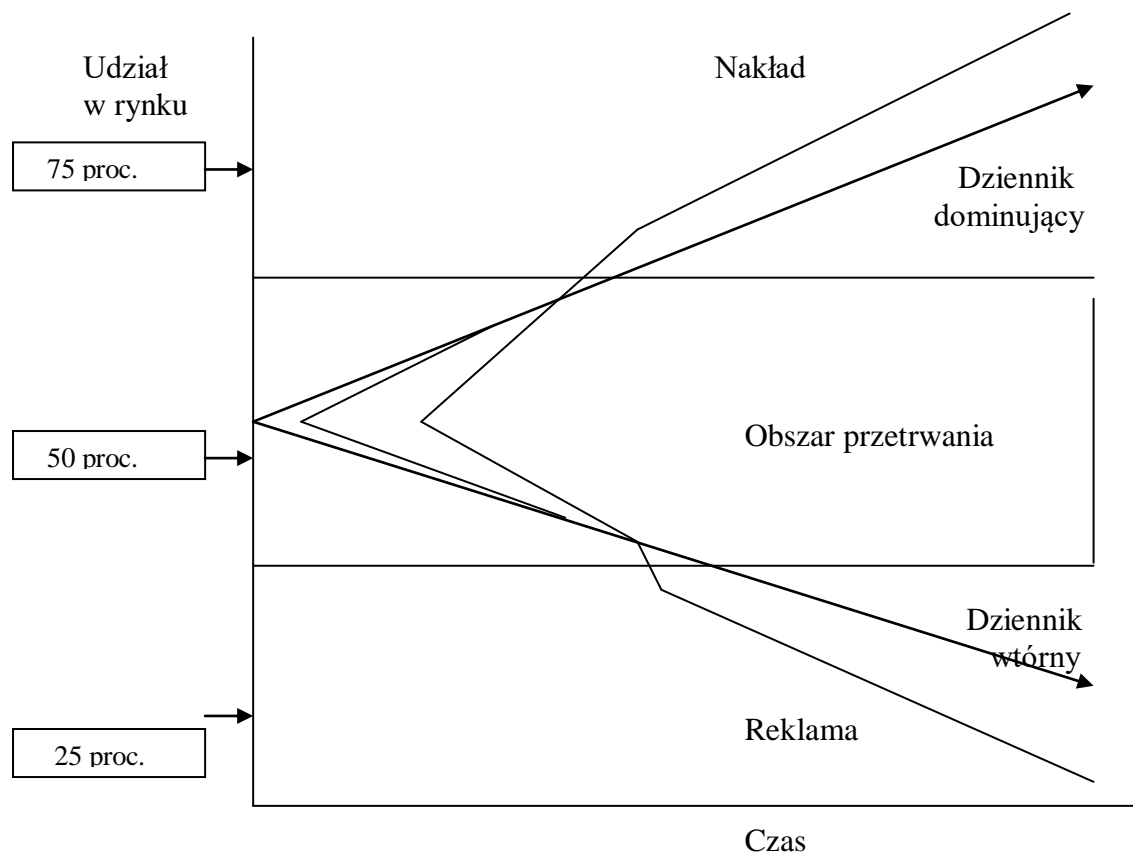 Udział
w rynku
Nakład
75 proc.
Dziennik
dominujący
50 proc.
Obszar przetrwania
Dziennik
wtórny
25 proc.
Reklama
Czas